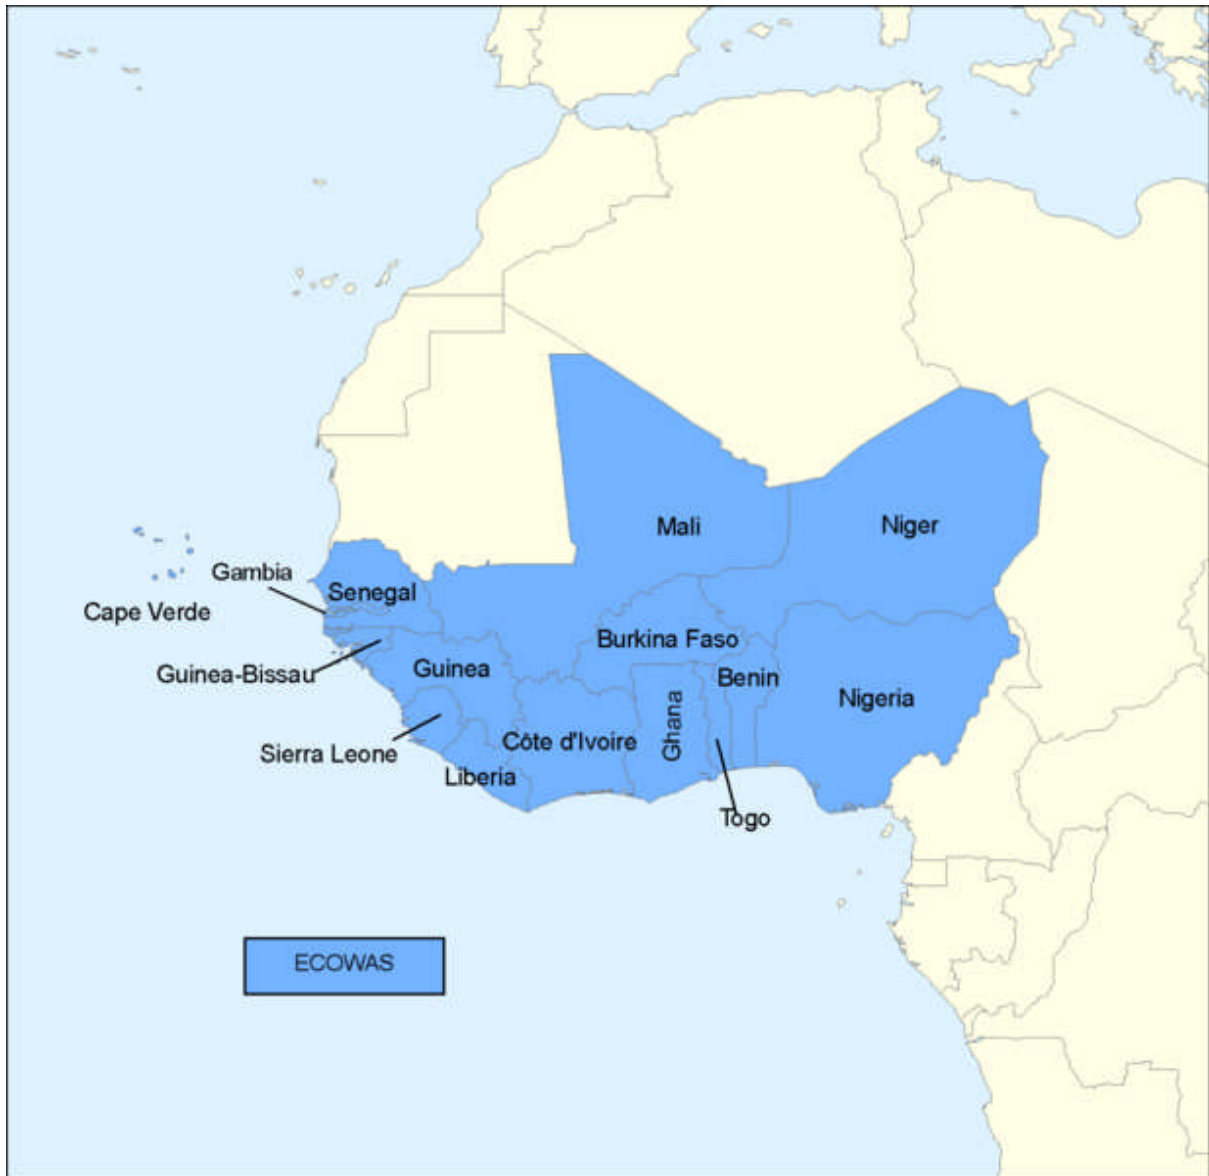 Mali
Niger
Gambia
Senegal
Cape Verde
Burkina Faso
Guinea-Bissau
Guinea
Benin
Nigeria
Ghana
Sierra Leone
Côte d'Ivoire
Liberia
Togo
ECOWAS